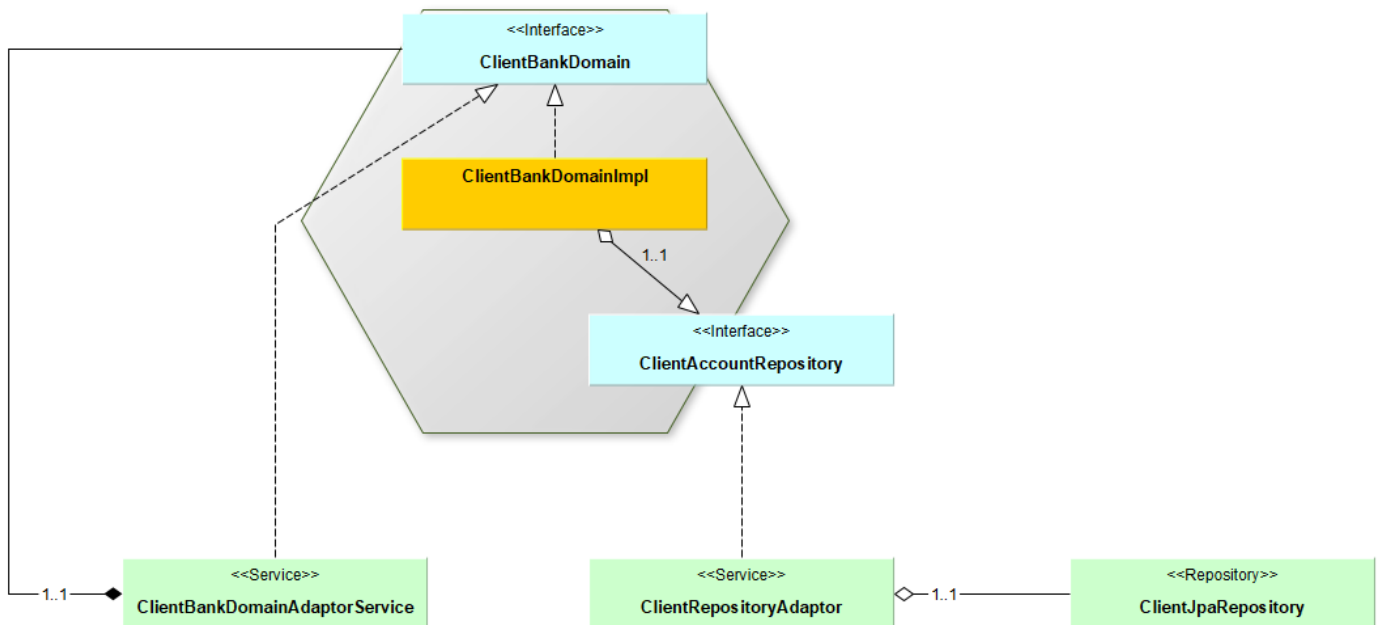 <<Interface>>
ClientBankDomain
ClientBankDomainImpl
1..1
<<Interface>>
ClientAccountRepository
<<Service>>
ClientBankDomainAdaptorService
1..1
<<Service>>
ClientRepositoryAdaptor
1..1
<<Repository>>
ClientJpaRepository